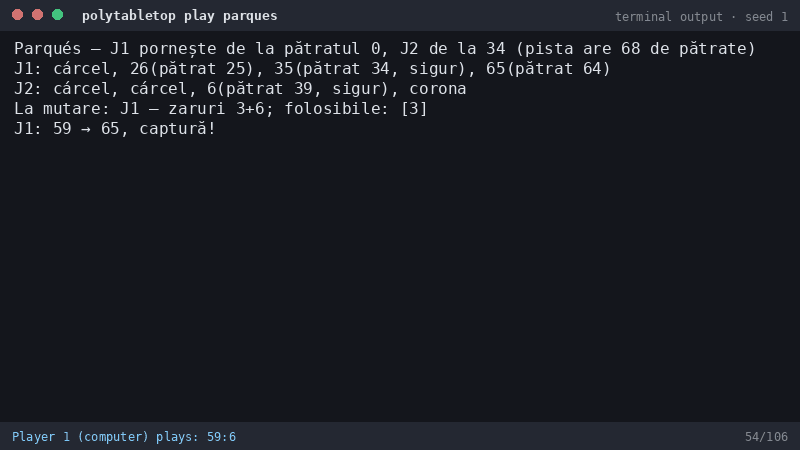 polytabletop play parques
terminal output · seed 1
Parqués — J1 pornește de la pătratul 0, J2 de la 34 (pista are 68 de pătrate)
J1: cárcel, 26(pătrat 25), 35(pătrat 34, sigur), 65(pătrat 64)
J2: cárcel, cárcel, 6(pătrat 39, sigur), corona
La mutare: J1 — zaruri 3+6; folosibile: [3]
J1: 59 → 65, captură!
Player 1 (computer) plays: 59:6
54/106